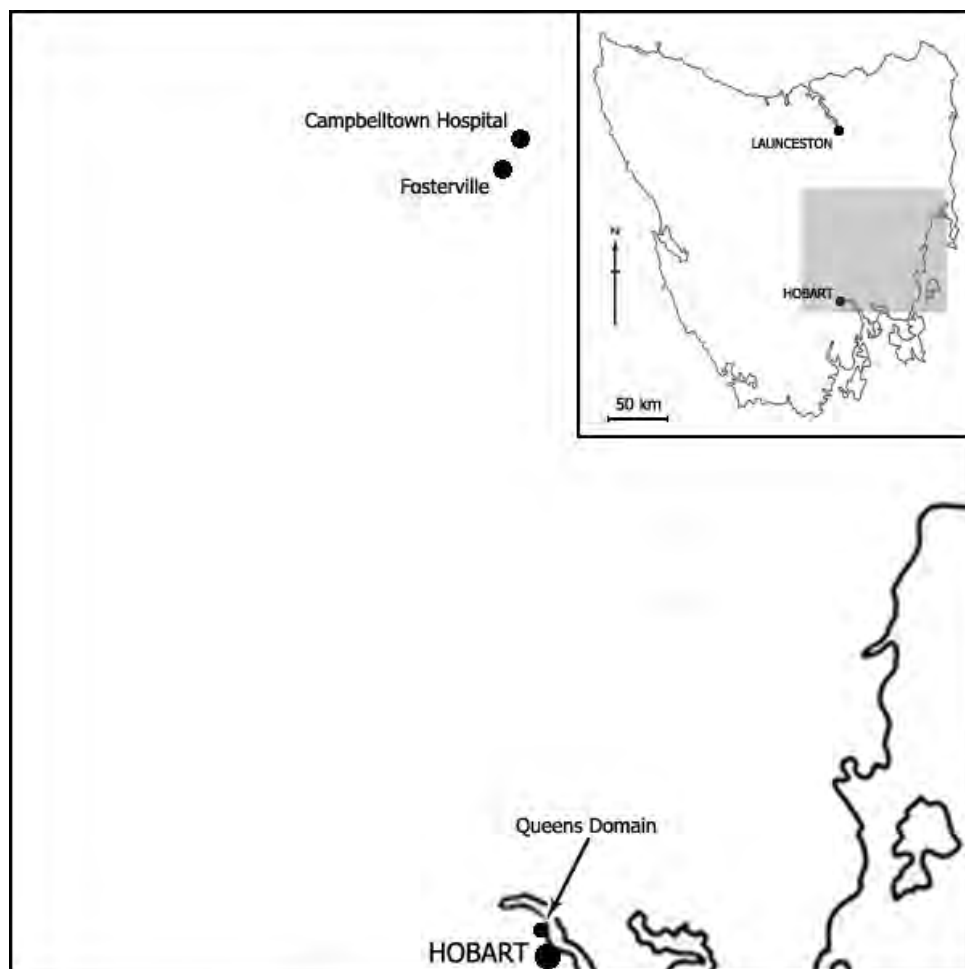 Campbelltown Hospital
Fosterville
LAUNCESTON
N
HOBART
50 km
Queens Domain
HOBART